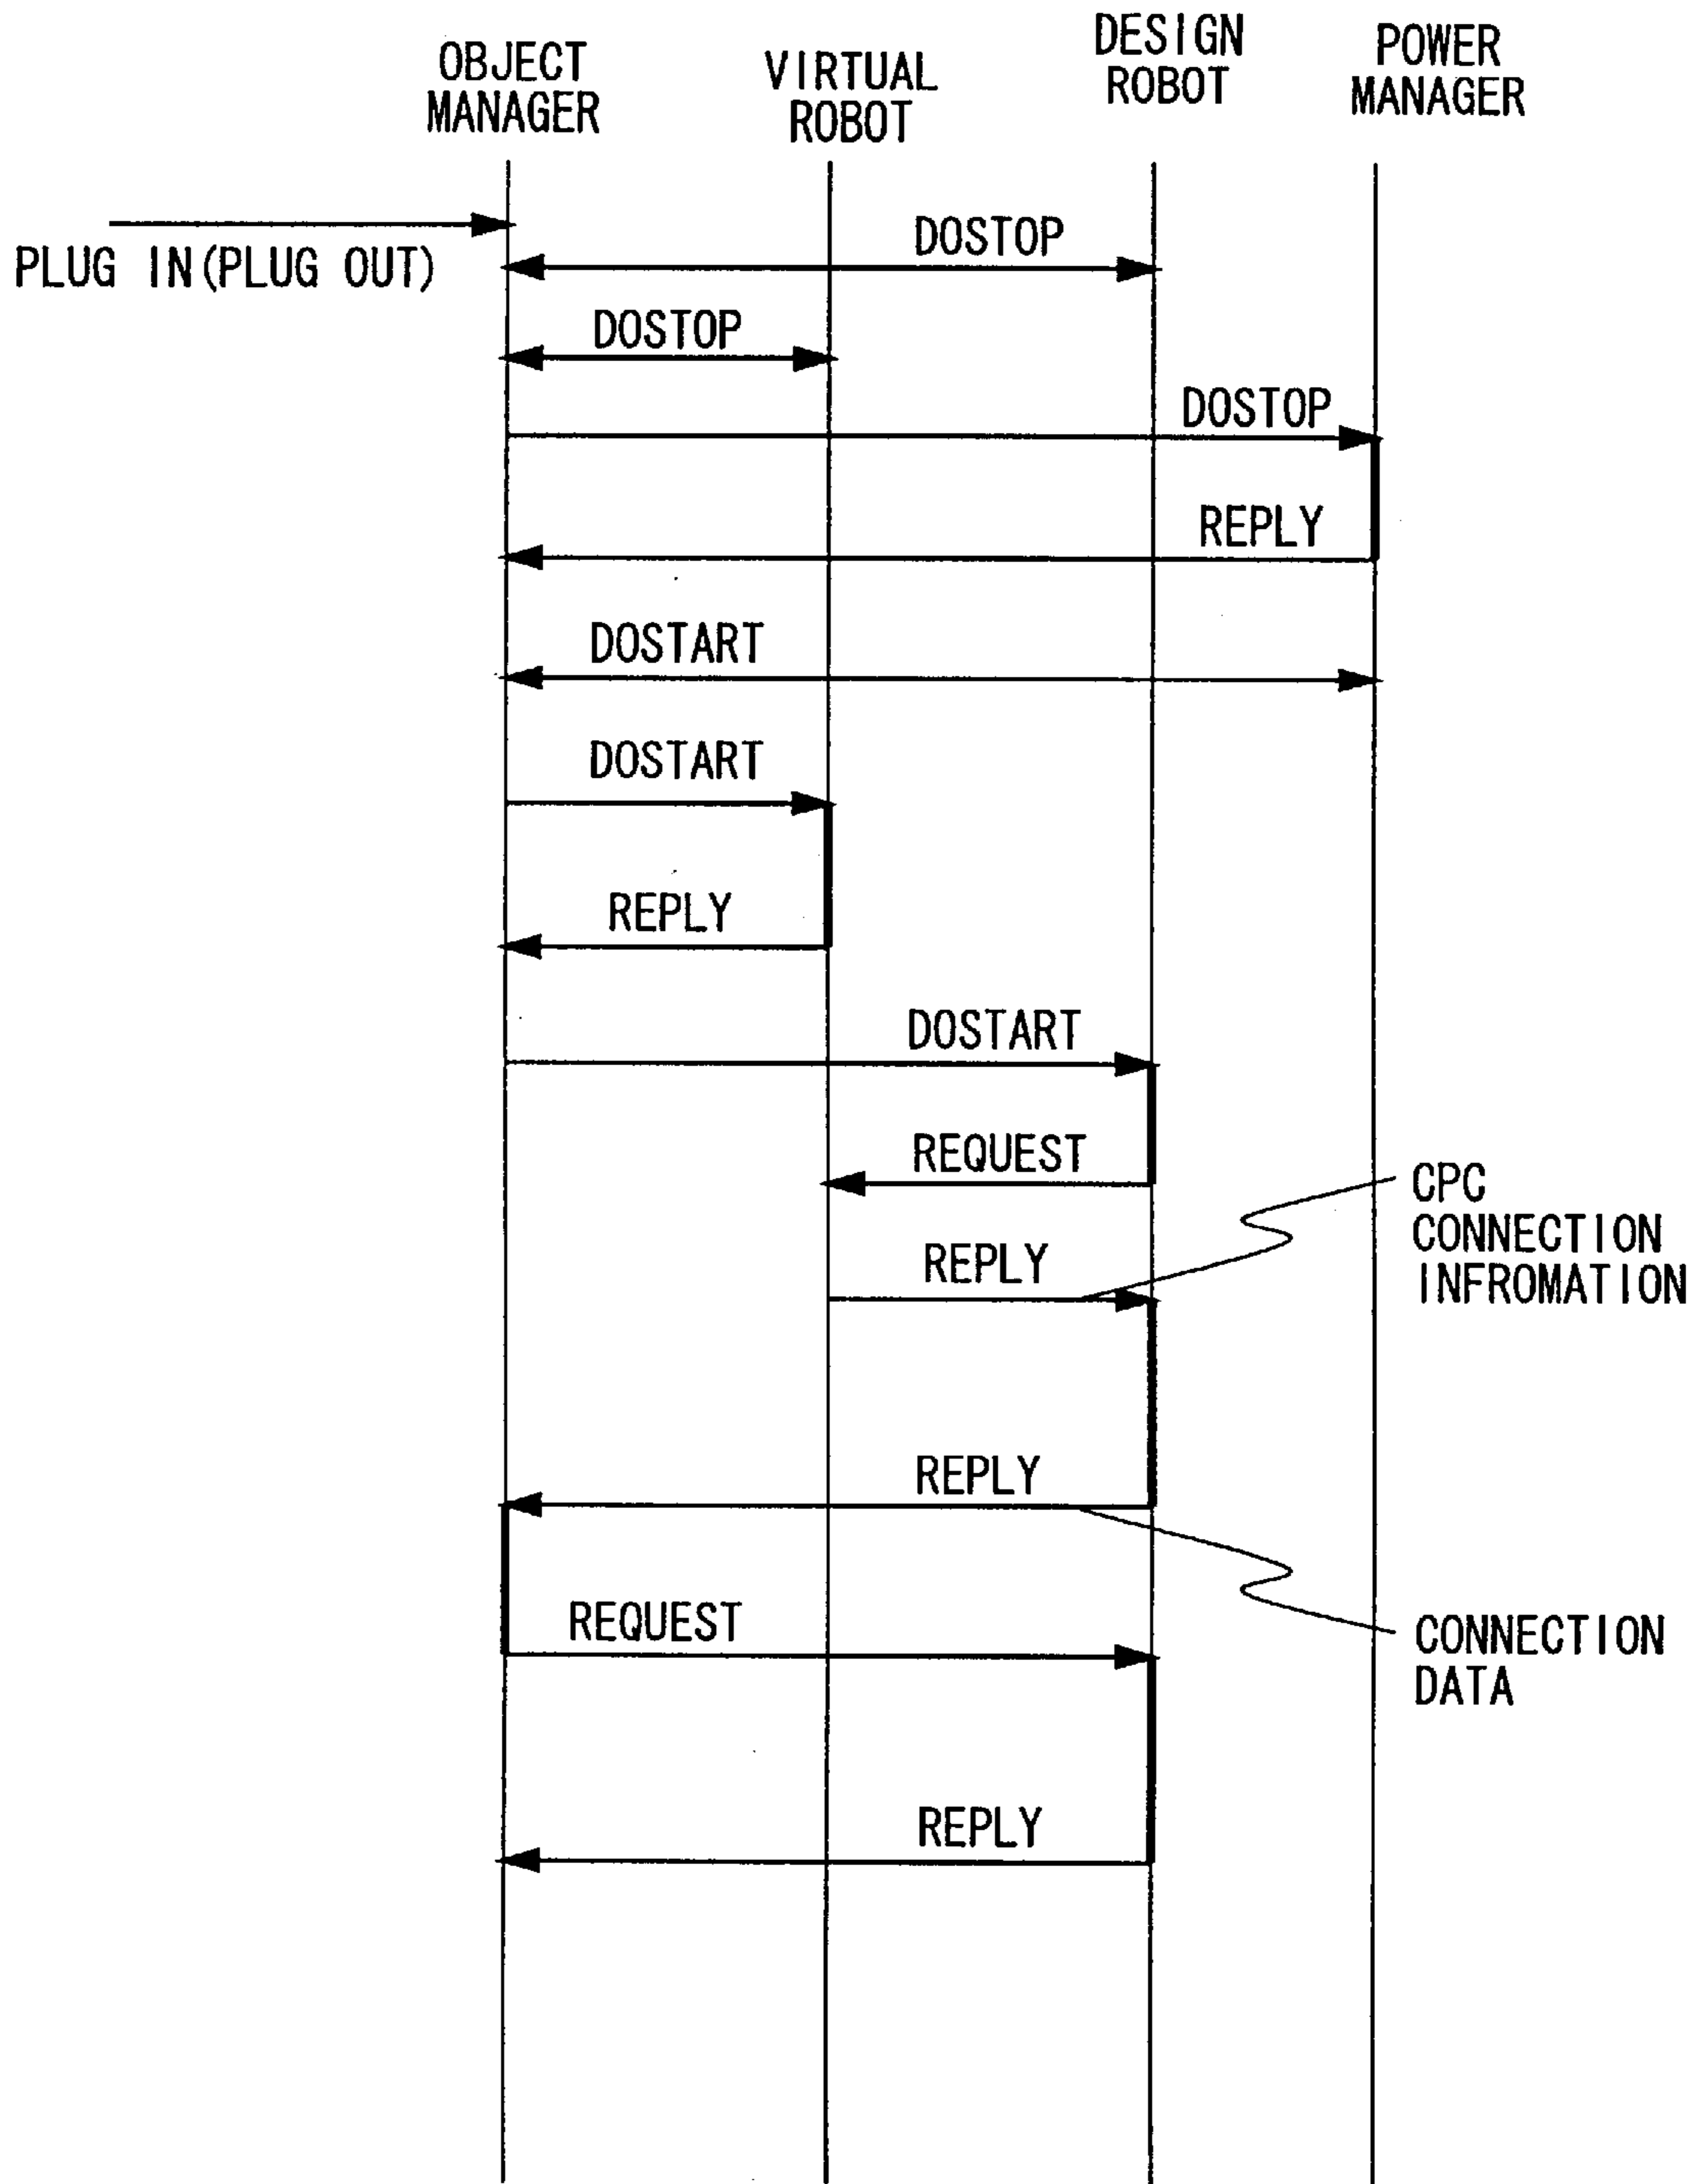 OBJECT
MANAGER
VIRTUAL
ROBOT
DESIGN
ROBOT
POWER
MANAGER
PLUG IN(PLUG OUT)
DOSTOP
DOSTOP
DOSTOP
REPLY
DOSTART
DOSTART
REPLY
DOSTART
REQUEST
CPC
CONNECTION
INFROMATION
REPLY
REPLY
REQUEST
CONNECTION
DATA
REPLY